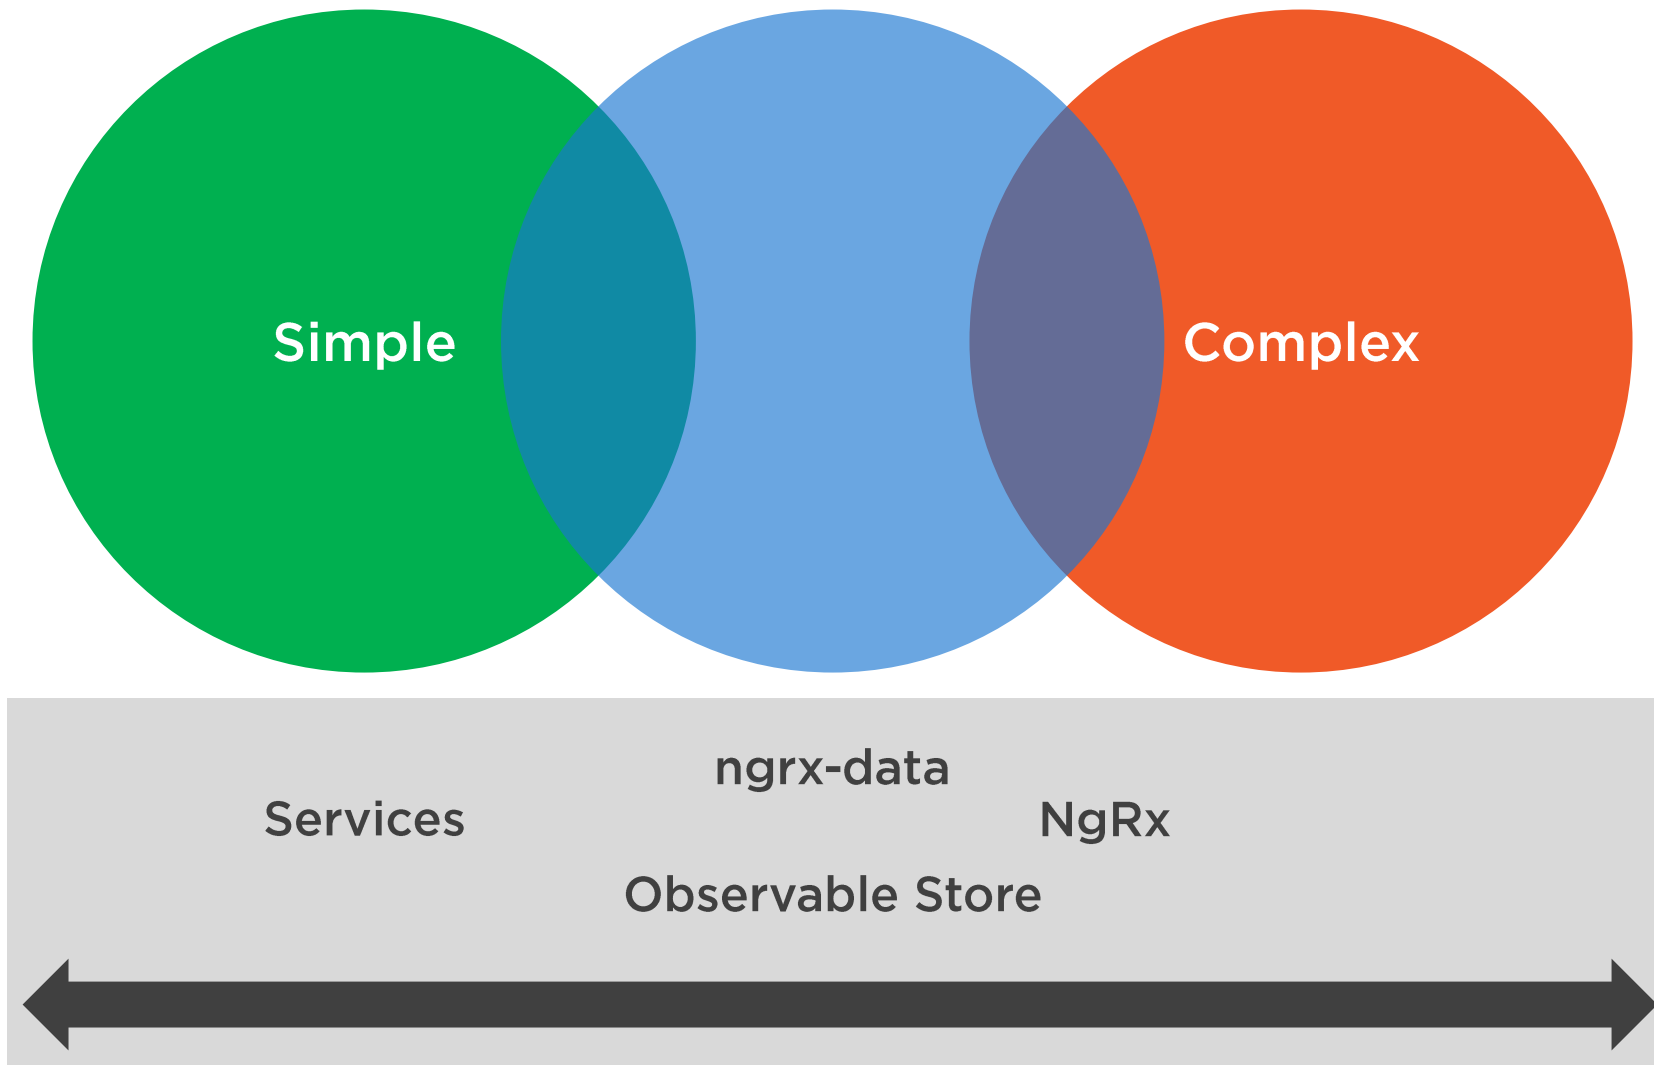 Simple
Complex
ngrx-data
Services
NgRx
Observable Store